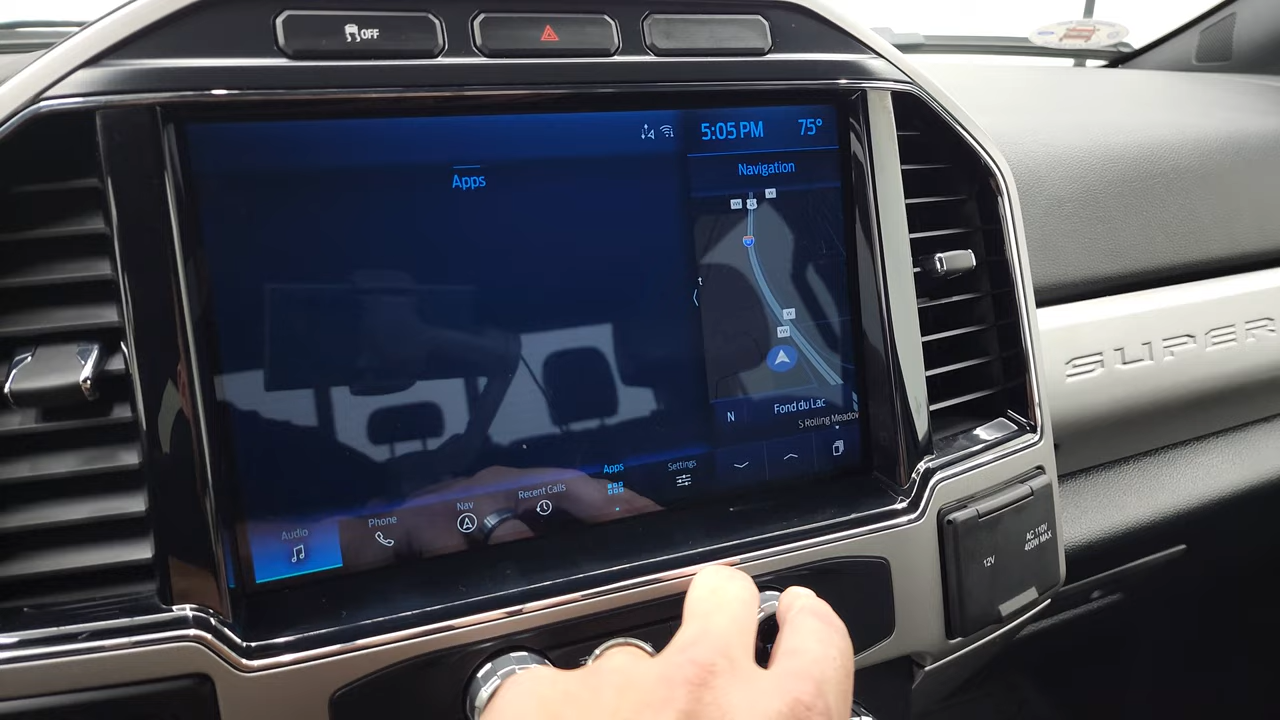 OFF
5:05 PM
75°
Apps
Navigation
N
Fond du Lac
S Rolling Meadow
Audio
Phone
Nav
Recent Calls
Apps
Settings
SUPER
12V
AC 110V
400W MAX